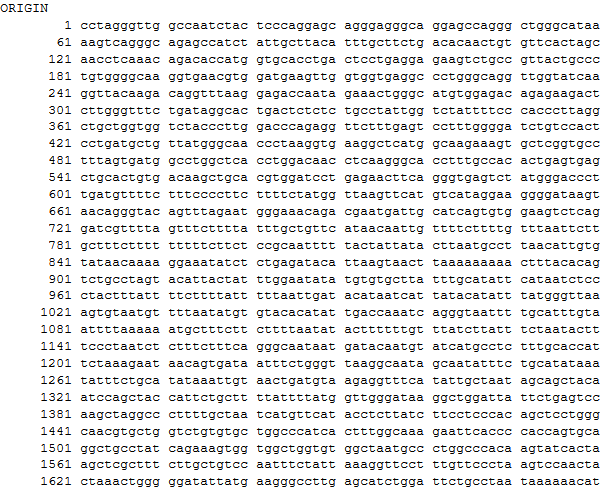 ORIGIN
1 cctagggttg gccaatctac tcccaggagc agggagggca ggagccaggg ctgggcataa
61 aagtcagggc agagccatct attgcttaca tttgcttctg acacaactgt gttcactagc
121 aacctcaaac agacaccatg gtgcacctga ctcctgagga gaagtctgcc gttactgccc
181 tgtggggcaa ggtgaacgtg gatgaagttg gtggtgaggc cctgggcagg ttggtatcaa
241 ggttacaaga caggtttaag gagaccaata gaaactgggc atgtggagac agagaagact
301 cttgggtttc tgataggcac tgactctctc tgcctattgg tctattttcc cacccttagg
361 ctgctggtgg tctacccttg gacccagagg ttctttgagt cctttgggga tctgtccact
421 cctgatgctg ttatgggcaa ccctaaggtg aaggctcatg gcaagaaagt gctcggtgcc
481 tttagtgatg gcctggctca cctggacaac ctcaagggca cctttgccac actgagtgag
541 ctgcactgtg acaagctgca cgtggatcct gagaacttca gggtgagtct atgggaccct
601 tgatgttttc tttccccttc ttttctatgg ttaagttcat gtcataggaa ggggataagt
661 aacagggtac agtttagaat gggaaacaga cgaatgattg catcagtgtg gaagtctcag
721 gatcgtttta gtttctttta tttgctgttc ataacaattg ttttcttttg tttaattctt
781 gctttctttt tttttcttct ccgcaatttt tactattata cttaatgcct taacattgtg
841 tataacaaaa ggaaatatct ctgagataca ttaagtaact taaaaaaaaa ctttacacag
901 tctgcctagt acattactat ttggaatata tgtgtgctta tttgcatatt cataatctcc
961 ctactttatt ttcttttatt tttaattgat acataatcat tatacatatt tatgggttaa
1021 agtgtaatgt tttaatatgt gtacacatat tgaccaaatc agggtaattt tgcatttgta
1081 attttaaaaa atgctttctt cttttaatat acttttttgt ttatcttatt tctaatactt
1141 tccctaatct ctttctttca gggcaataat gatacaatgt atcatgcctc tttgcaccat
1201 tctaaagaat aacagtgata atttctgggt taaggcaata gcaatatttc tgcatataaa
1261 tatttctgca tataaattgt aactgatgta agaggtttca tattgctaat agcagctaca
1321 atccagctac cattctgctt ttattttatg gttgggataa ggctggatta ttctgagtcc
1381 aagctaggcc cttttgctaa tcatgttcat acctcttatc ttcctcccac agctcctggg
1441 caacgtgctg gtctgtgtgc tggcccatca ctttggcaaa gaattcaccc caccagtgca
1501 ggctgcctat cagaaagtgg tggctggtgt ggctaatgcc ctggcccaca agtatcacta
1561 agctcgcttt cttgctgtcc aatttctatt aaaggttcct ttgttcccta agtccaacta
1621 ctaaactggg ggatattatg aagggccttg agcatctgga ttctgcctaa taaaaaacat